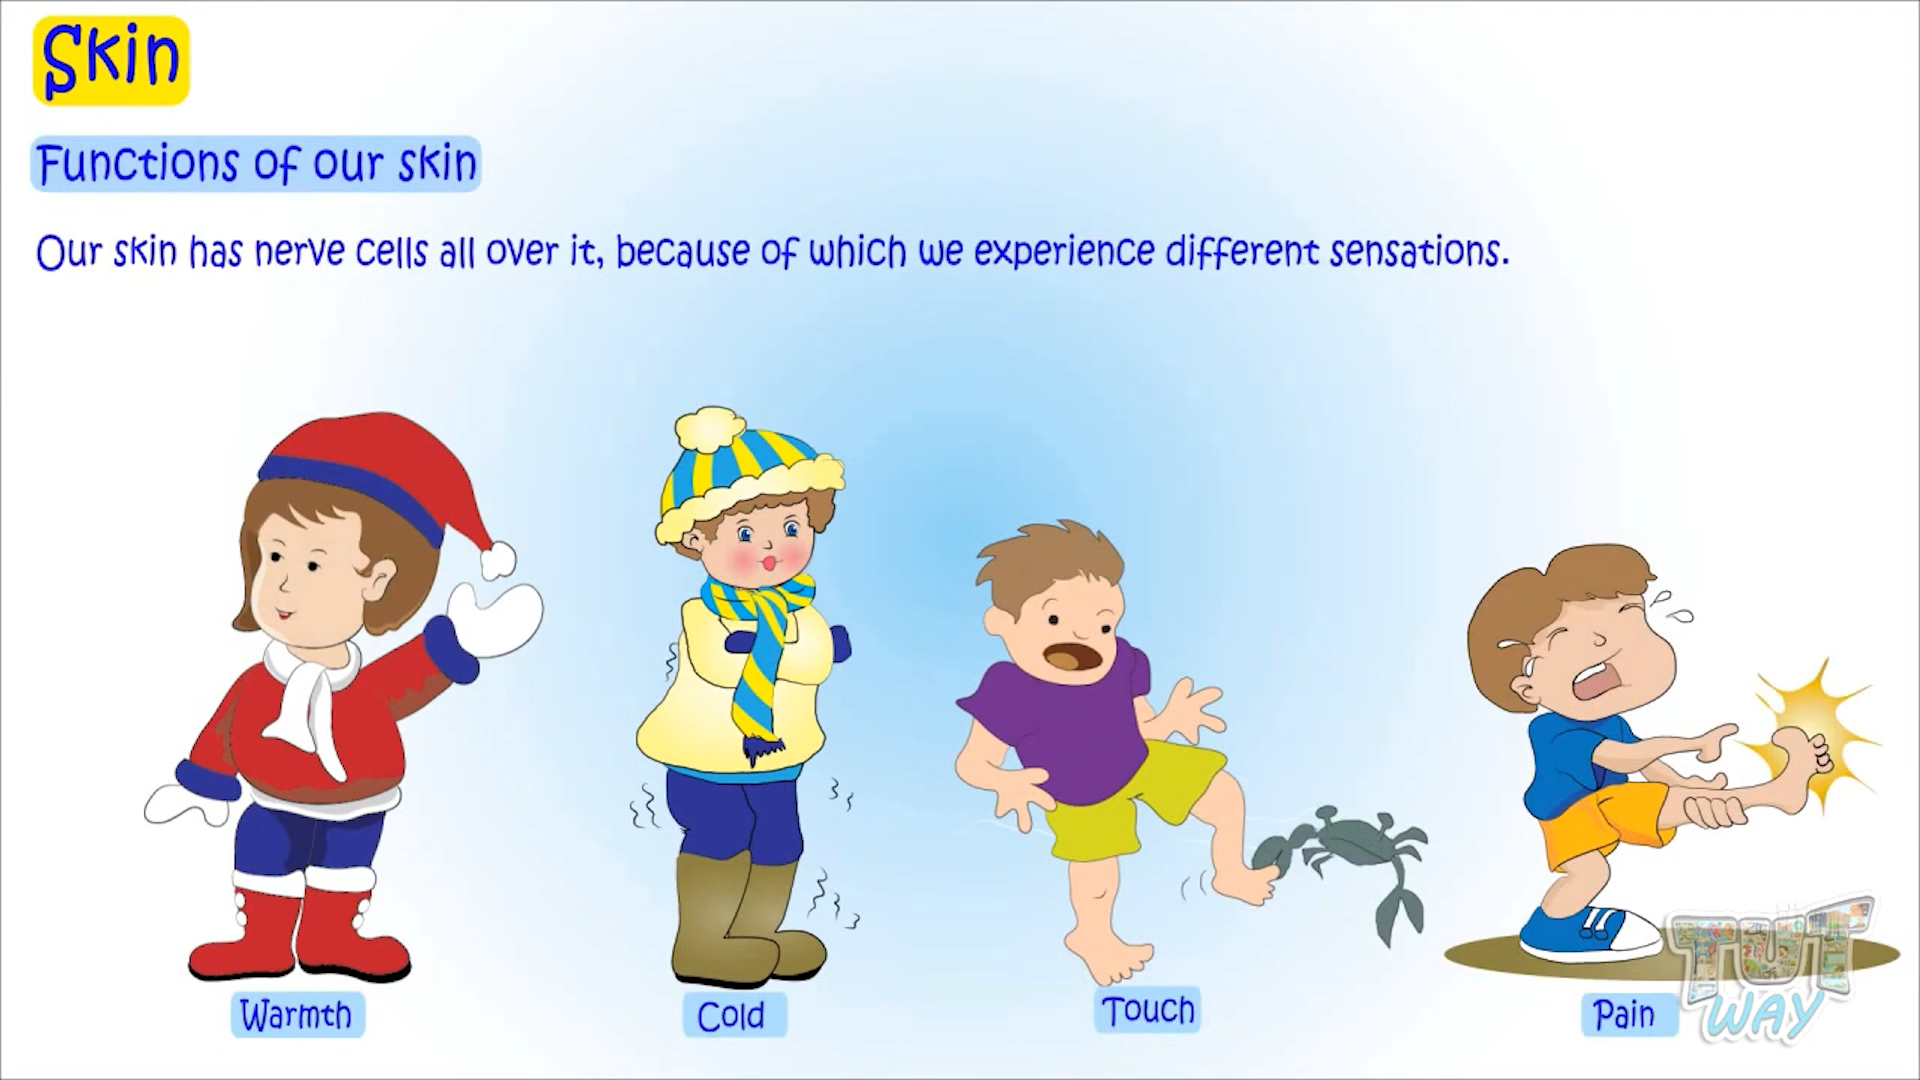 Skin
Functions of our skin
Our skin has nerve cells all over it, because of which we experience different sensations.
Warmth
Cold
Touch
Pain
TUT
WAY